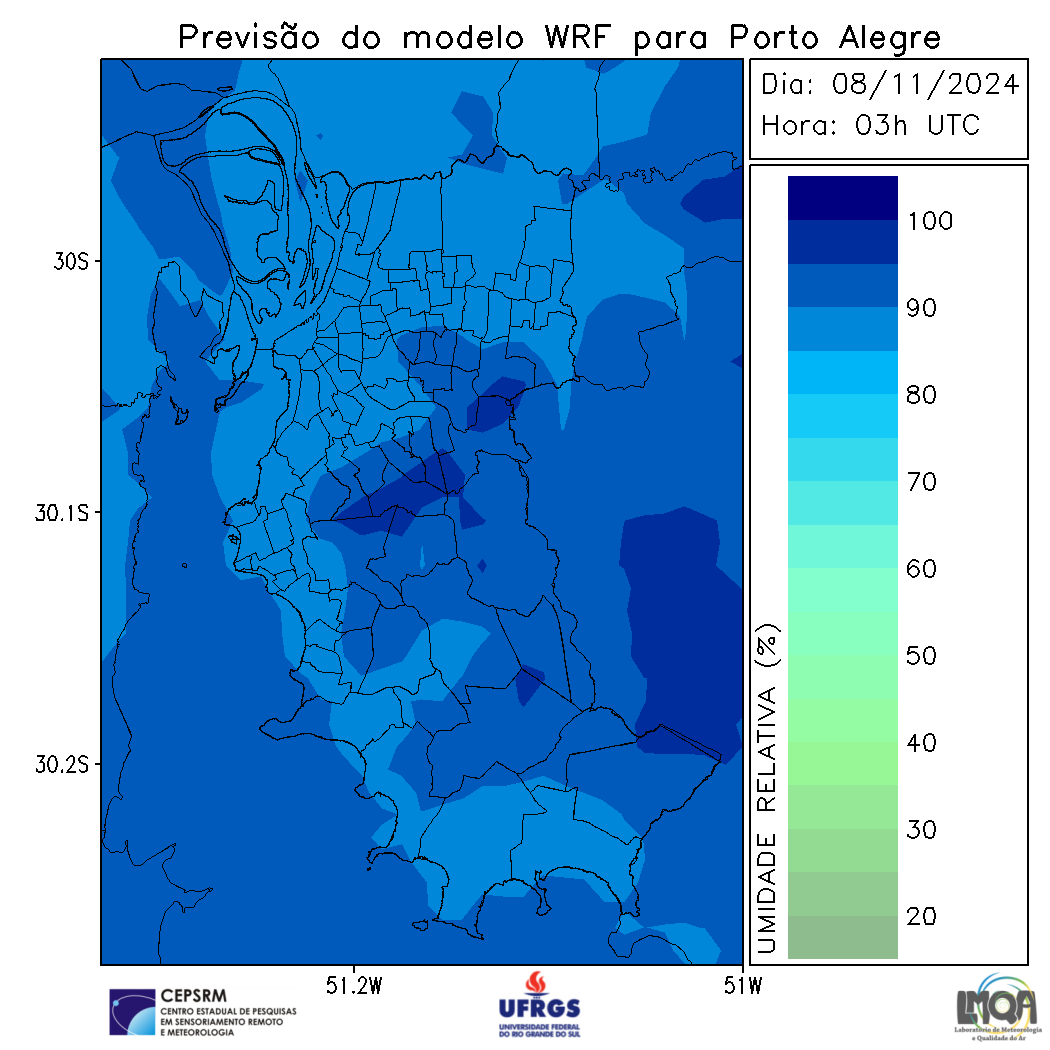 Previsão do modelo WRF para Porto Alegre
Dia: 08/11/2024
Hora: 03h UTC
30S
30.1S
30.2S
51.2W
51W
UMIDADE RELATIVA (%)
100
90
80
70
60
50
40
30
20
CEPSRM
CENTRO ESTADUAL DE PESQUISAS
EM SENSORIAMENTO REMOTO
E METEOROLOGIA
UFRGS
UNIVERSIDADE FEDERAL
DO RIO GRANDE DO SUL
LMQA
Laboratório de Meteorologia
e Qualidade do Ar